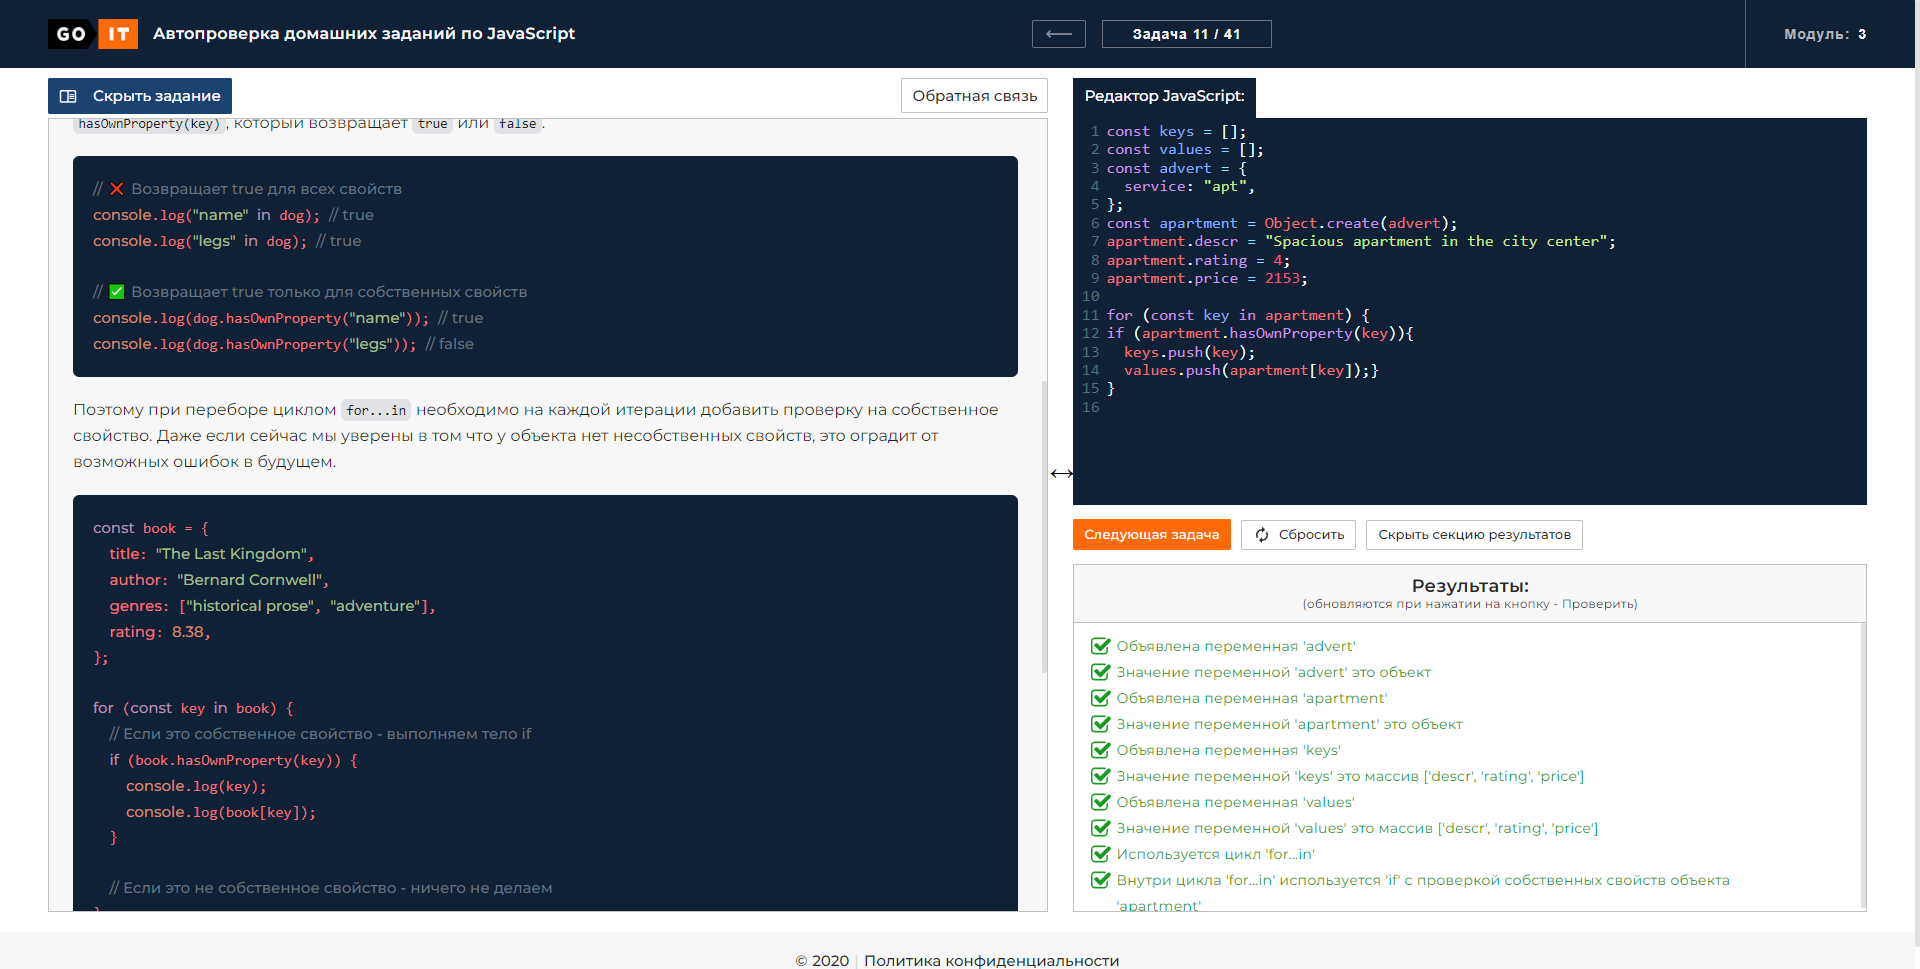 GO IT Автопроверка домашних заданий по JavaScript
Задача 11 / 41
Модуль: 3
Скрыть задание
Обратная связь
hasOwnProperty(key), который возвращает true или false.
// ❌ Возвращает true для всех свойств
console.log("name" in dog); // true
console.log("legs" in dog); // true
// ✅ Возвращает true только для собственных свойств
console.log(dog.hasOwnProperty("name")); // true
console.log(dog.hasOwnProperty("legs")); // false
Поэтому при переборе циклом for...in необходимо на каждой итерации добавить проверку на собственное
свойство. Даже если сейчас мы уверены в том что у объекта нет несобственных свойств, это оградит от
возможных ошибок в будущем.
const book = {
title: "The Last Kingdom",
author: "Bernard Cornwell",
genres: ["historical prose", "adventure"],
rating: 8.38,
};
for (const key in book) {
// Если это собственное свойство - выполняем тело if
if (book.hasOwnProperty(key)) {
console.log(key);
console.log(book[key]);
}
// Если это не собственное свойство - ничего не делаем
}
Редактор JavaScript:
1 const keys = [];
2 const values = [];
3 const advert = {
4 service: "apt",
5 };
6 const apartment = Object.create(advert);
7 apartment.descr = "Spacious apartment in the city center";
8 apartment.rating = 4;
9 apartment.price = 2153;
10
11 for (const key in apartment) {
12 if (apartment.hasOwnProperty(key)){
13 keys.push(key);
14 values.push(apartment[key]);}
15 }
16
Следующая задача
Сбросить
Скрыть секцию результатов
Результаты:
(обновляются при нажатии на кнопку - Проверить)
Объявлена переменная 'advert'
Значение переменной 'advert' это объект
Объявлена переменная 'apartment'
Значение переменной 'apartment' это объект
Объявлена переменная 'keys'
Значение переменной 'keys' это массив ['descr', 'rating', 'price']
Объявлена переменная 'values'
Значение переменной 'values' это массив ['descr', 'rating', 'price']
Используется цикл 'for...in'
Внутри цикла 'for...in' используется 'if' с проверкой собственных свойств объекта
'apartment'
© 2020 | Политика конфиденциальности